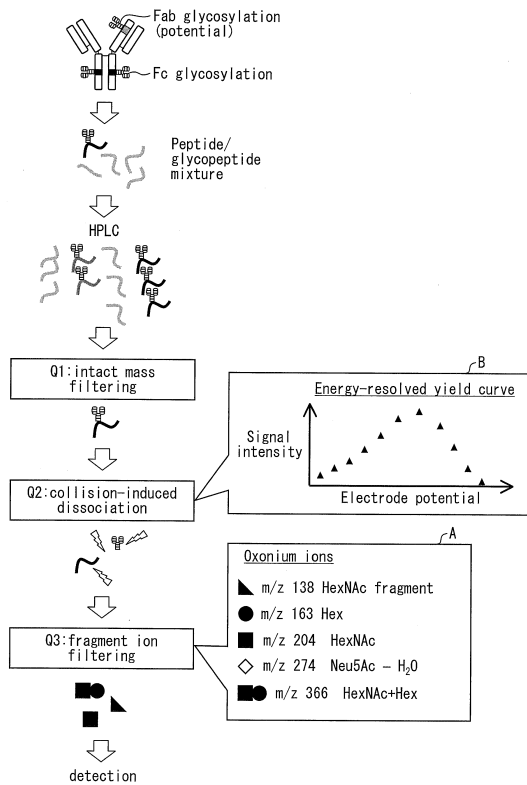 Fab glycosylation
(potential)
Fc glycosylation
Peptide/
glycopeptide
mixture
HPLC
Q1:intact mass
filtering
B
Energy-resolved yield curve
Signal
intensity
Electrode potential
Q2:collision-induced
dissociation
A
Oxonium ions
m/z 138 HexNAc fragment
m/z 163 Hex
m/z 204 HexNAc
m/z 274 Neu5Ac – H₂O
m/z 366 HexNAc+Hex
Q3:fragment ion
filtering
detection